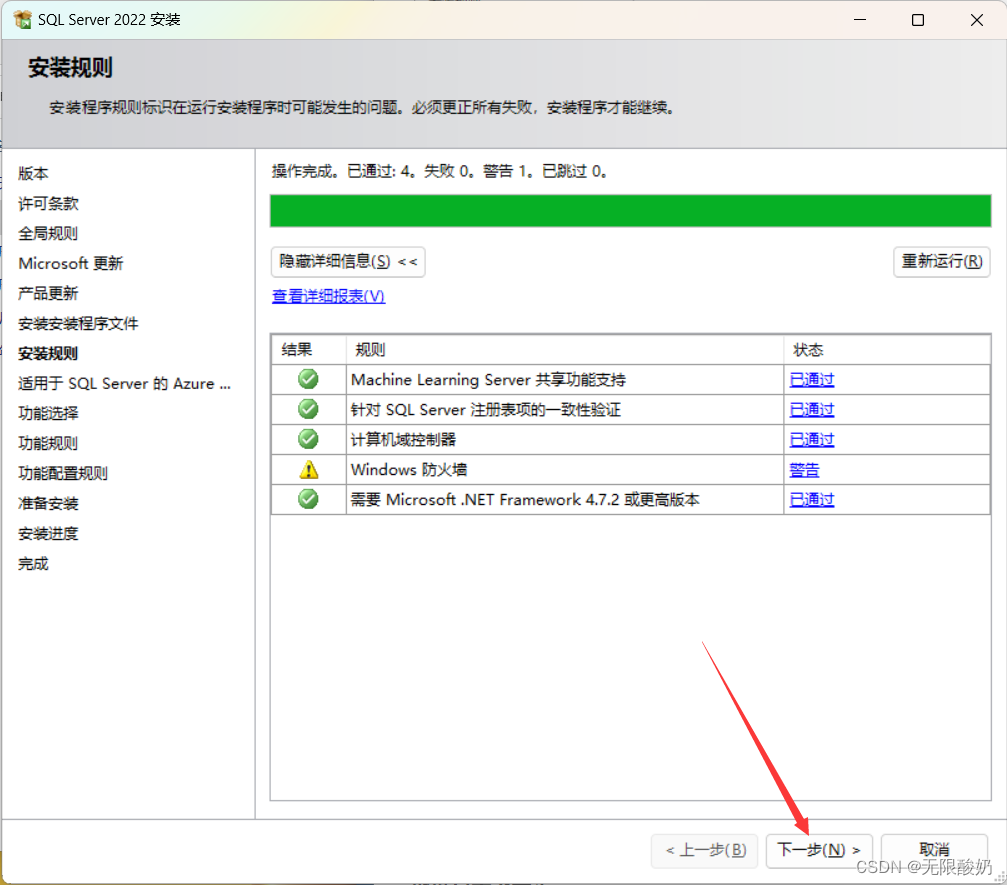 SQL Server 2022 安装
安装规则
安装程序规则标识在运行安装程序时可能发生的问题。必须更正所有失败，安装程序才能继续。
版本
许可条款
全局规则
Microsoft 更新
产品更新
安装安装程序文件
安装规则
适用于 SQL Server 的 Azure ...
功能选择
功能规则
功能配置规则
准备安装
安装进度
完成
操作完成。已通过: 4。失败 0。警告 1。已跳过 0。
隐藏详细信息(S) <<
重新运行(R)
查看详细报表(V)
结果 规则 状态
Machine Learning Server 共享功能支持 已通过
针对 SQL Server 注册表项的一致性验证 已通过
计算机域控制器 已通过
Windows 防火墙 警告
需要 Microsoft .NET Framework 4.7.2 或更高版本 已通过
< 上一步(B) 下一步(N) > 取消
CSDN @无限酸奶